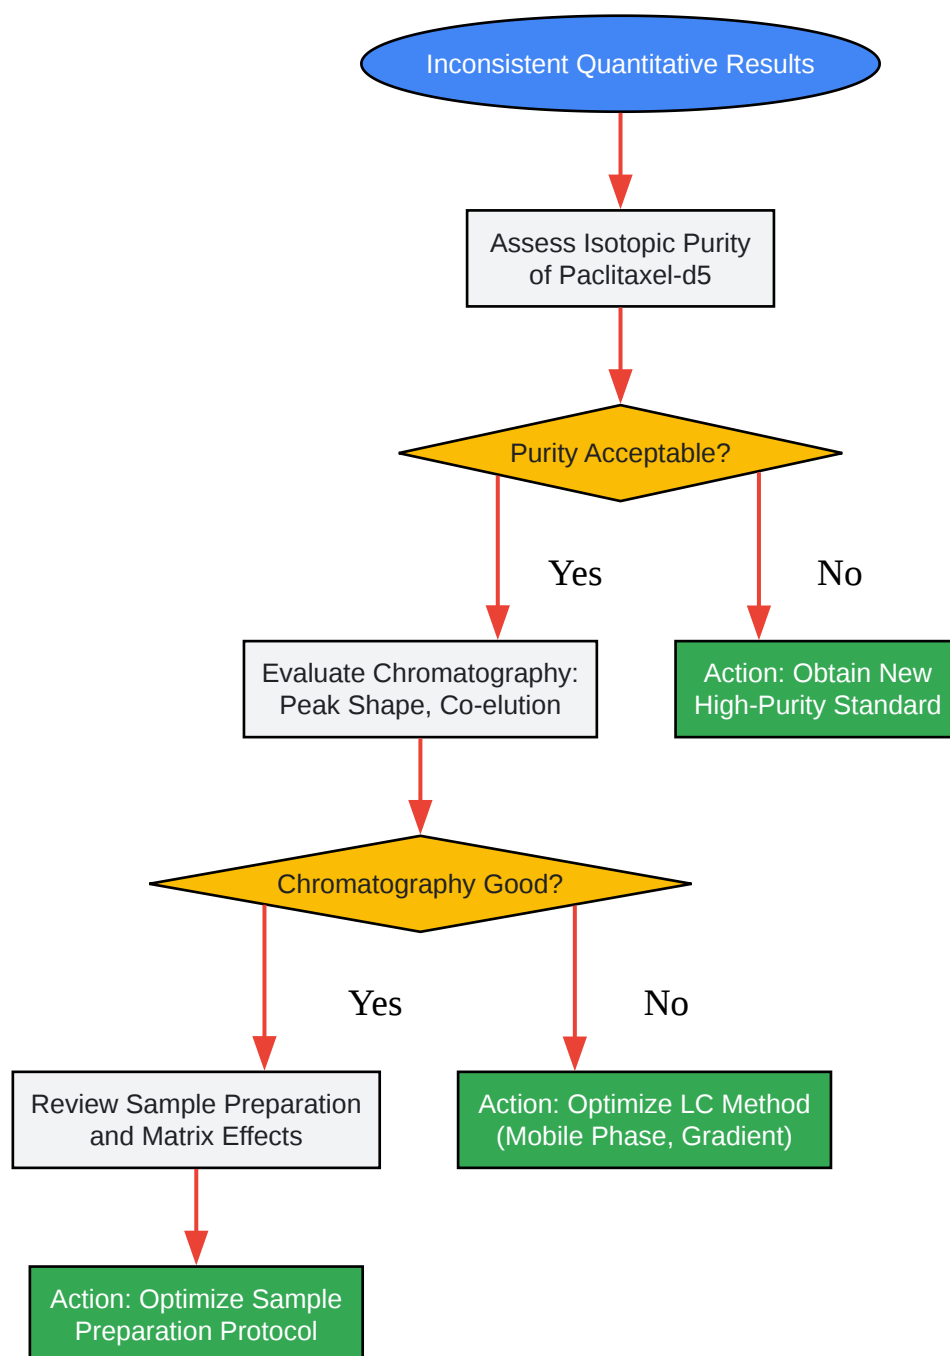 Inconsistent Quantitative Results
Assess Isotopic Purity
of Paclitaxel-d5
Purity Acceptable?
Yes
No
Evaluate Chromatography:
Peak Shape, Co-elution
Action: Obtain New
High-Purity Standard
Chromatography Good?
Yes
No
Review Sample Preparation
and Matrix Effects
Action: Optimize LC Method
(Mobile Phase, Gradient)
Action: Optimize Sample
Preparation Protocol